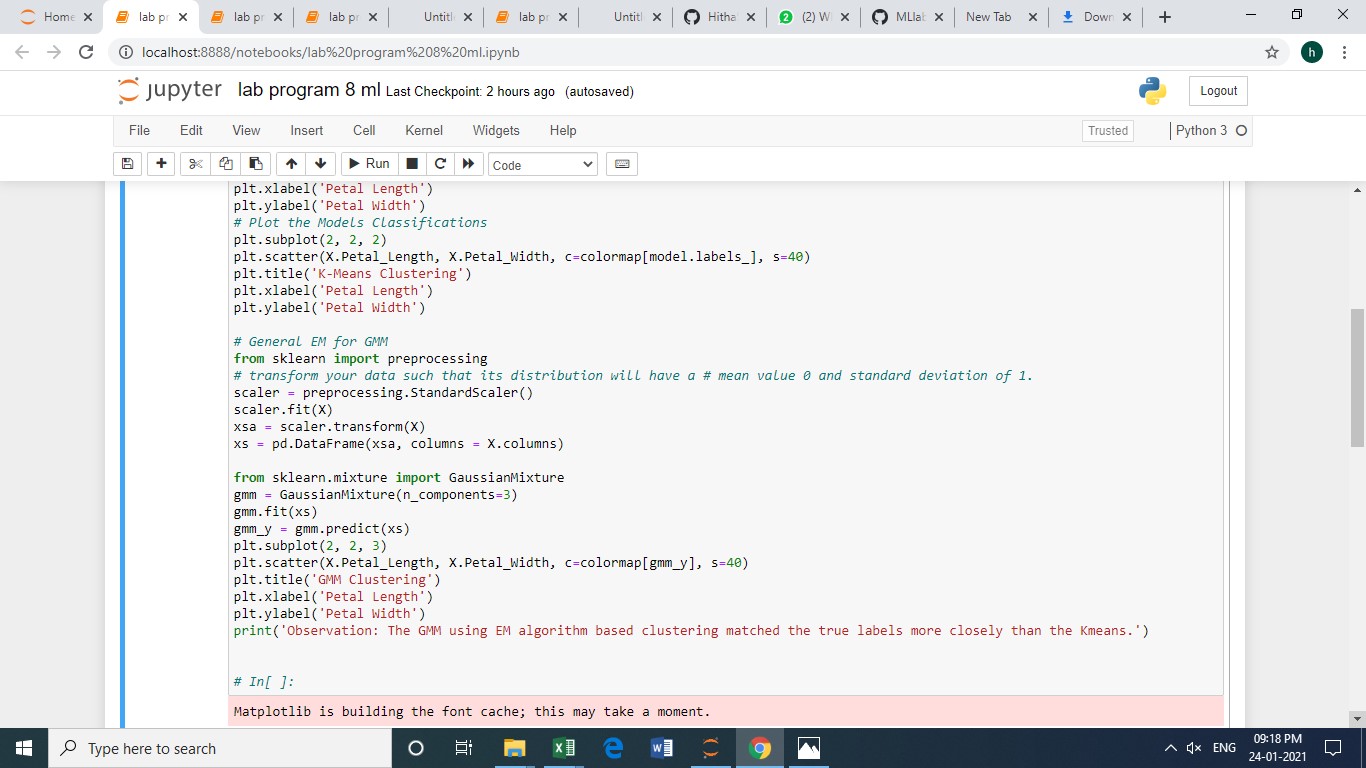 Home
lab pr
lab pr
lab pr
Untitl
lab pr
Untitl
Hitha
(2) W
MLlab
New Tab
Down
localhost:8888/notebooks/lab%20program%208%20ml.ipynb
h
jupyter lab program 8 ml Last Checkpoint: 2 hours ago (autosaved)
Logout
File Edit View Insert Cell Kernel Widgets Help
Trusted
Python 3
Run
Code
plt.xlabel('Petal Length')
plt.ylabel('Petal Width')
# Plot the Models Classifications
plt.subplot(2, 2, 2)
plt.scatter(X.Petal_Length, X.Petal_Width, c=colormap[model.labels_], s=40)
plt.title('K-Means Clustering')
plt.xlabel('Petal Length')
plt.ylabel('Petal Width')
# General EM for GMM
from sklearn import preprocessing
# transform your data such that its distribution will have a # mean value 0 and standard deviation of 1.
scaler = preprocessing.StandardScaler()
scaler.fit(X)
xsa = scaler.transform(X)
xs = pd.DataFrame(xsa, columns = X.columns)
from sklearn.mixture import GaussianMixture
gmm = GaussianMixture(n_components=3)
gmm.fit(xs)
gmm_y = gmm.predict(xs)
plt.subplot(2, 2, 3)
plt.scatter(X.Petal_Length, X.Petal_Width, c=colormap[gmm_y], s=40)
plt.title('GMM Clustering')
plt.xlabel('Petal Length')
plt.ylabel('Petal Width')
print('Observation: The GMM using EM algorithm based clustering matched the true labels more closely than the Kmeans.')
# In[ ]:
Matplotlib is building the font cache; this may take a moment.
Type here to search
ENG
09:18 PM
24-01-2021